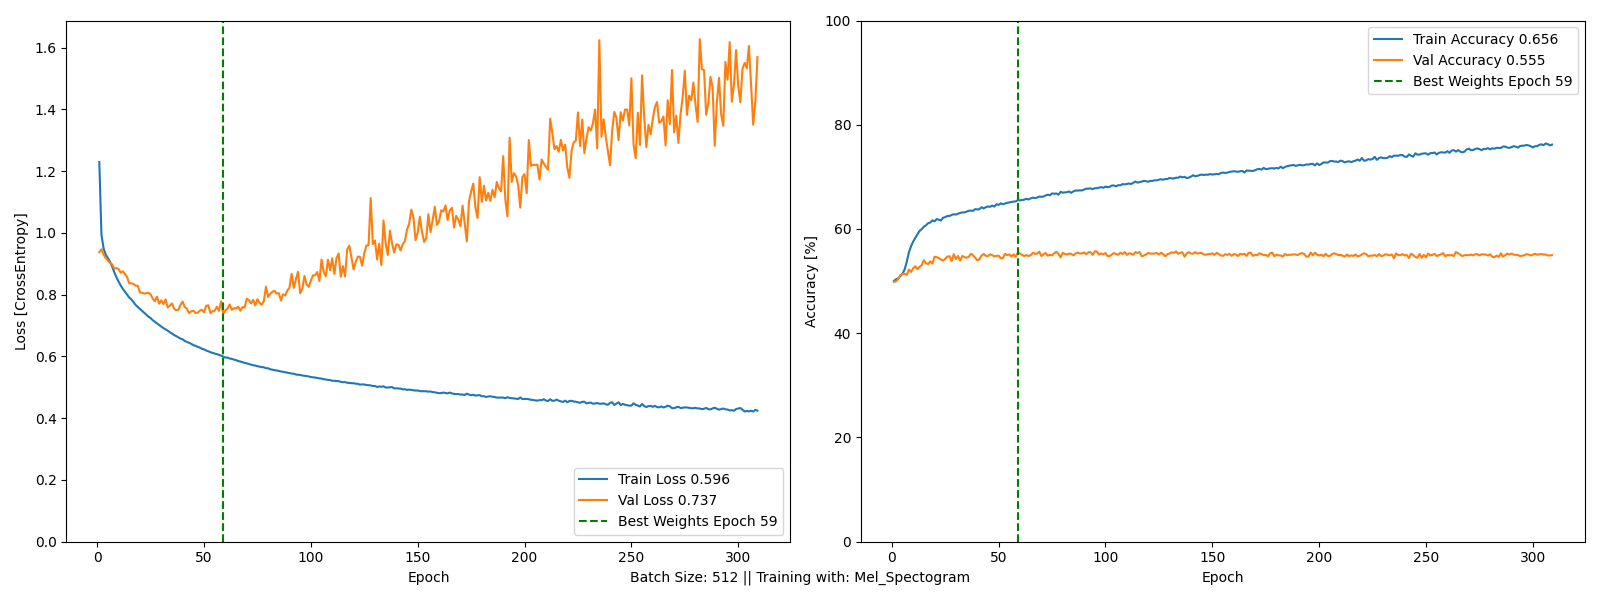 Loss [CrossEntropy]
1.6
1.4
1.2
1.0
0.8
0.6
0.4
0.2
0.0
0 50 100 150 200 250 300
Epoch
Train Loss 0.596
Val Loss 0.737
Best Weights Epoch 59
Accuracy [%]
100
80
60
40
20
0
0 50 100 150 200 250 300
Epoch
Train Accuracy 0.656
Val Accuracy 0.555
Best Weights Epoch 59
Batch Size: 512 || Training with: Mel_Spectogram